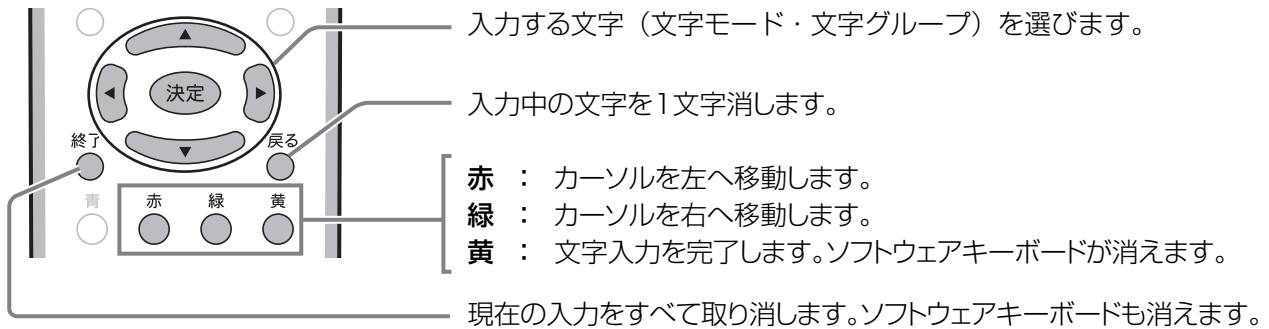 入力する文字（文字モード・文字グループ）を選びます。
決定
入力中の文字を1文字消します。
終了
戻る
青
赤
緑
黄
赤 ： カーソルを左へ移動します。
緑 ： カーソルを右へ移動します。
黄 ： 文字入力を完了します。ソフトウェアキーボードが消えます。
現在の入力をすべて取り消します。ソフトウェアキーボードも消えます。